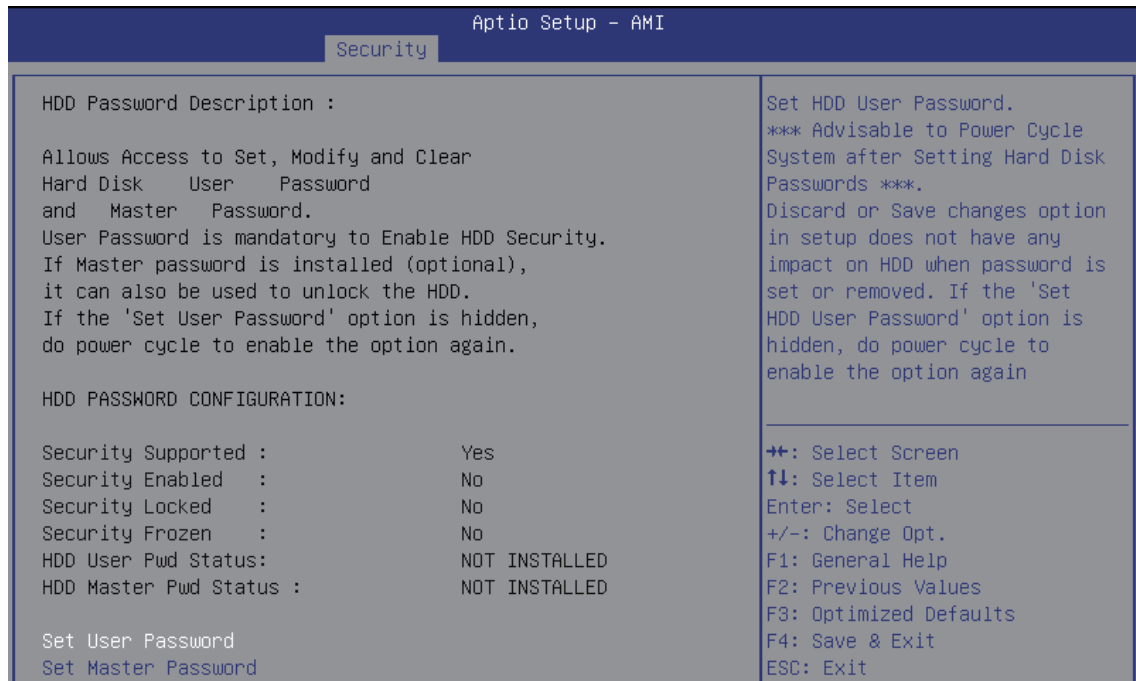 Aptio Setup – AMI
Security
HDD Password Description :
Allows Access to Set, Modify and Clear
Hard Disk User Password
and Master Password.
User Password is mandatory to Enable HDD Security.
If Master password is installed (optional),
it can also be used to unlock the HDD.
If the 'Set User Password' option is hidden,
do power cycle to enable the option again.
HDD PASSWORD CONFIGURATION:
Security Supported : Yes
Security Enabled : No
Security Locked : No
Security Frozen : No
HDD User Pwd Status: NOT INSTALLED
HDD Master Pwd Status : NOT INSTALLED
Set User Password
Set Master Password
Set HDD User Password.
*** Advisable to Power Cycle
System after Setting Hard Disk
Passwords ***.
Discard or Save changes option
in setup does not have any
impact on HDD when password is
set or removed. If the 'Set
HDD User Password' option is
hidden, do power cycle to
enable the option again
→←: Select Screen
↑↓: Select Item
Enter: Select
+/-: Change Opt.
F1: General Help
F2: Previous Values
F3: Optimized Defaults
F4: Save & Exit
ESC: Exit